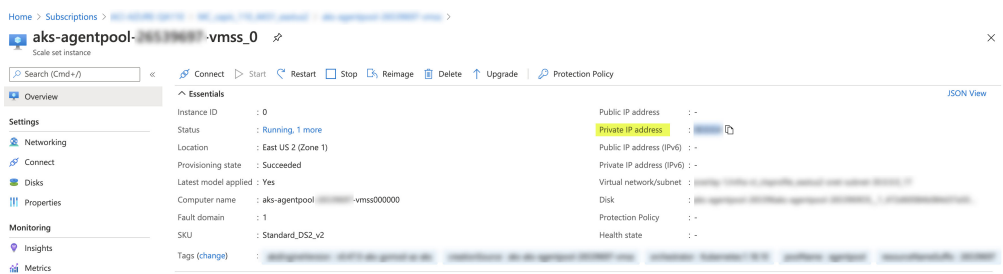 Home > Subscriptions >
aks-agentpool- -vmss_0
Scale set instance
Search (Cmd+/)
Connect Start Restart Stop Reimage Delete Upgrade Protection Policy
Overview
Essentials JSON View
Instance ID : 0 Public IP address : -
Settings
Status : Running, 1 more Private IP address :
Networking
Location : East US 2 (Zone 1) Public IP address (IPv6) : -
Connect
Provisioning state : Succeeded Private IP address (IPv6) : -
Disks
Latest model applied : Yes Virtual network/subnet :
Properties
Computer name : aks-agentpool -vmss000000 Disk :
Fault domain : 1 Protection Policy : -
Monitoring
SKU : Standard_DS2_v2 Health state : -
Insights
Tags (change) :
Metrics